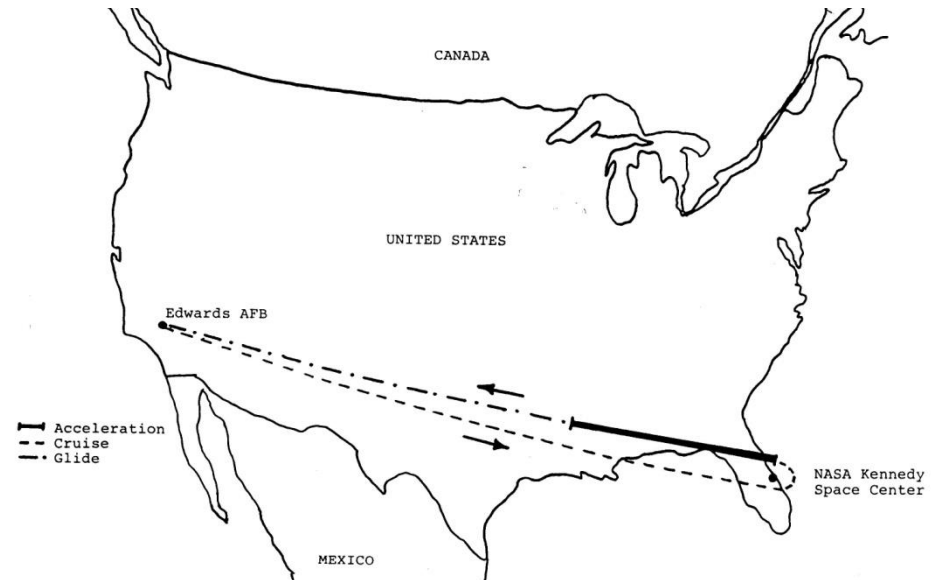 CANADA
UNITED STATES
Edwards AFB
Acceleration
Cruise
Glide
NASA Kennedy
Space Center
MEXICO